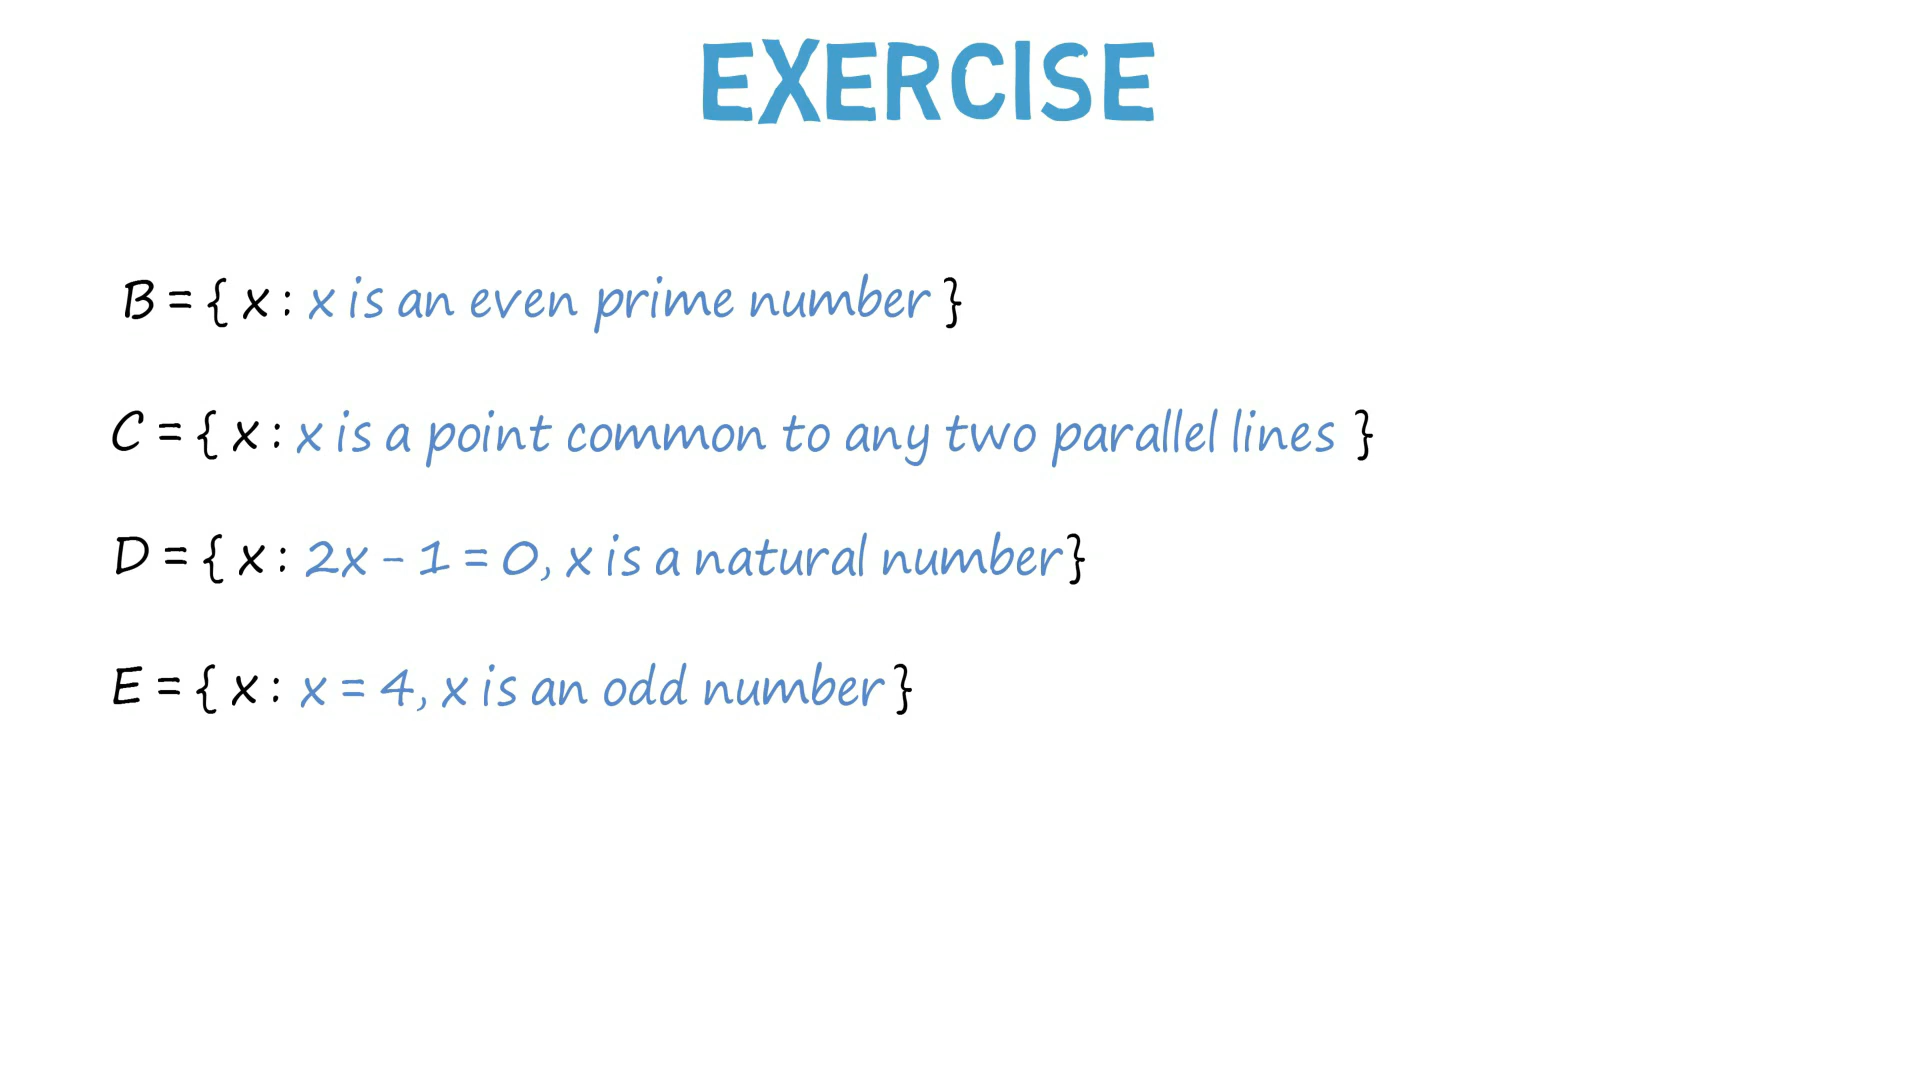 EXERCISE
B = { x : x is an even prime number }
C = { x : x is a point common to any two parallel lines }
D = { x : 2x - 1 = 0, x is a natural number}
E = { x : x = 4, x is an odd number }